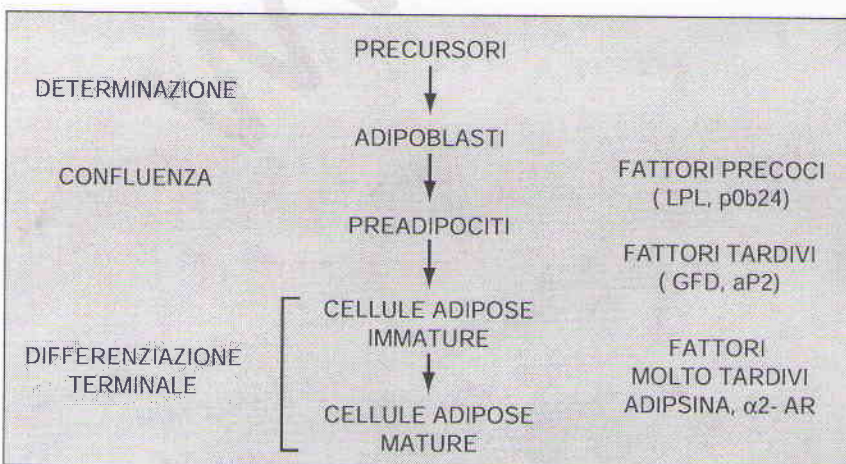 PRECURSORI
DETERMINAZIONE
ADIPOBLASTI
CONFLUENZA
FATTORI PRECOCI
( LPL, p0b24)
PREADIPOCITI
FATTORI TARDIVI
( GFD, aP2)
CELLULE ADIPOSE
IMMATURE
DIFFERENZIAZIONE
TERMINALE
FATTORI
MOLTO TARDIVI
ADIPSINA, α2- AR
CELLULE ADIPOSE
MATURE